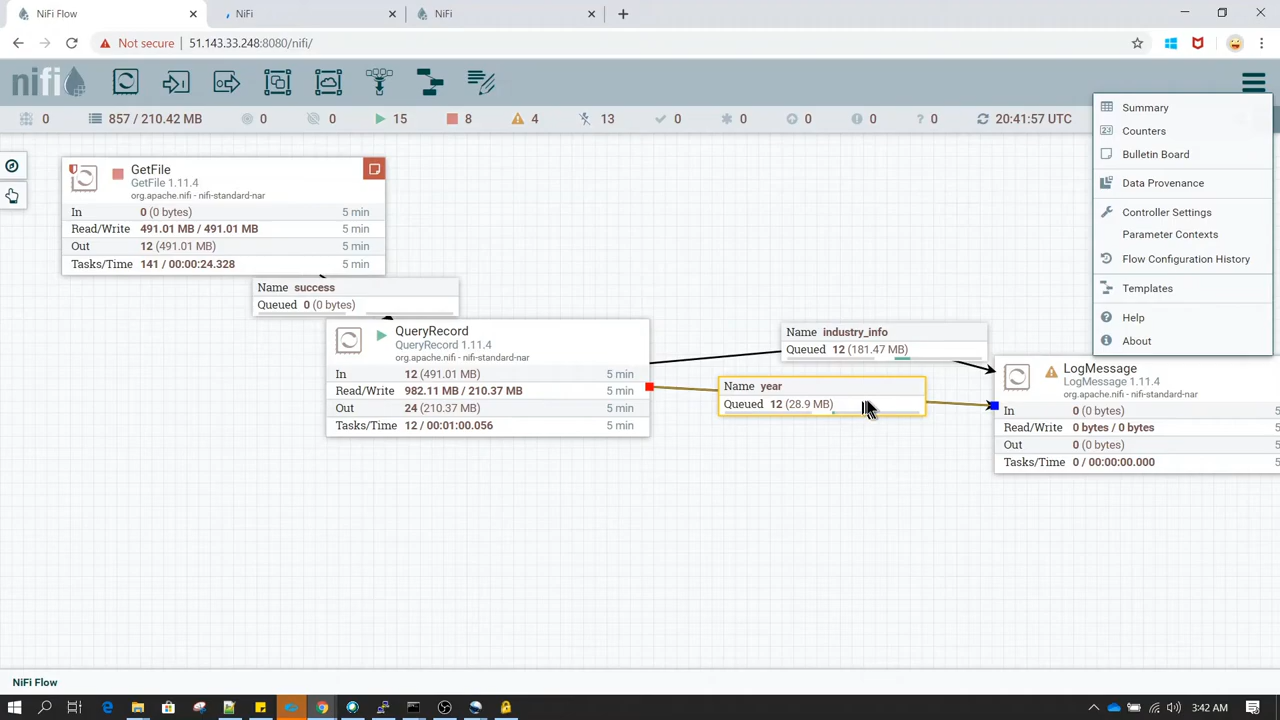 NiFi Flow
NiFi
NiFi
Not secure
51.143.33.248:8080/nifi/
nifi
0
857 / 210.42 MB
0
0
15
8
4
13
0
0
0
0
0
20:41:57 UTC
Summary
Counters
Bulletin Board
Data Provenance
Controller Settings
Parameter Contexts
Flow Configuration History
Templates
Help
About
GetFile
GetFile 1.11.4
org.apache.nifi - nifi-standard-nar
In 0 (0 bytes) 5 min
Read/Write 491.01 MB / 491.01 MB 5 min
Out 12 (491.01 MB) 5 min
Tasks/Time 141 / 00:00:24.328 5 min
Name success
Queued 0 (0 bytes)
QueryRecord
QueryRecord 1.11.4
org.apache.nifi - nifi-standard-nar
In 12 (491.01 MB) 5 min
Read/Write 982.11 MB / 210.37 MB 5 min
Out 24 (210.37 MB) 5 min
Tasks/Time 12 / 00:01:00.056 5 min
Name industry_info
Queued 12 (181.47 MB)
Name year
Queued 12 (28.9 MB)
LogMessage
LogMessage 1.11.4
org.apache.nifi - nifi-standard-nar
In 0 (0 bytes) 5
Read/Write 0 bytes / 0 bytes 5
Out 0 (0 bytes) 5
Tasks/Time 0 / 00:00:00.000 5
NiFi Flow
3:42 AM